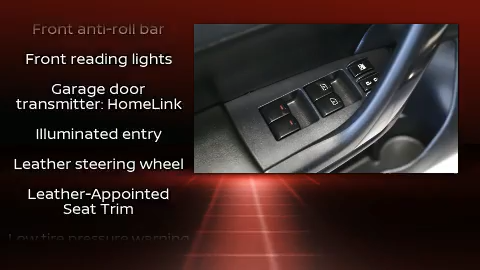 Front anti-roll bar
Front reading lights
Garage door
transmitter: HomeLink
Illuminated entry
Leather steering wheel
Leather-Appointed
Seat Trim
Low tire pressure warning